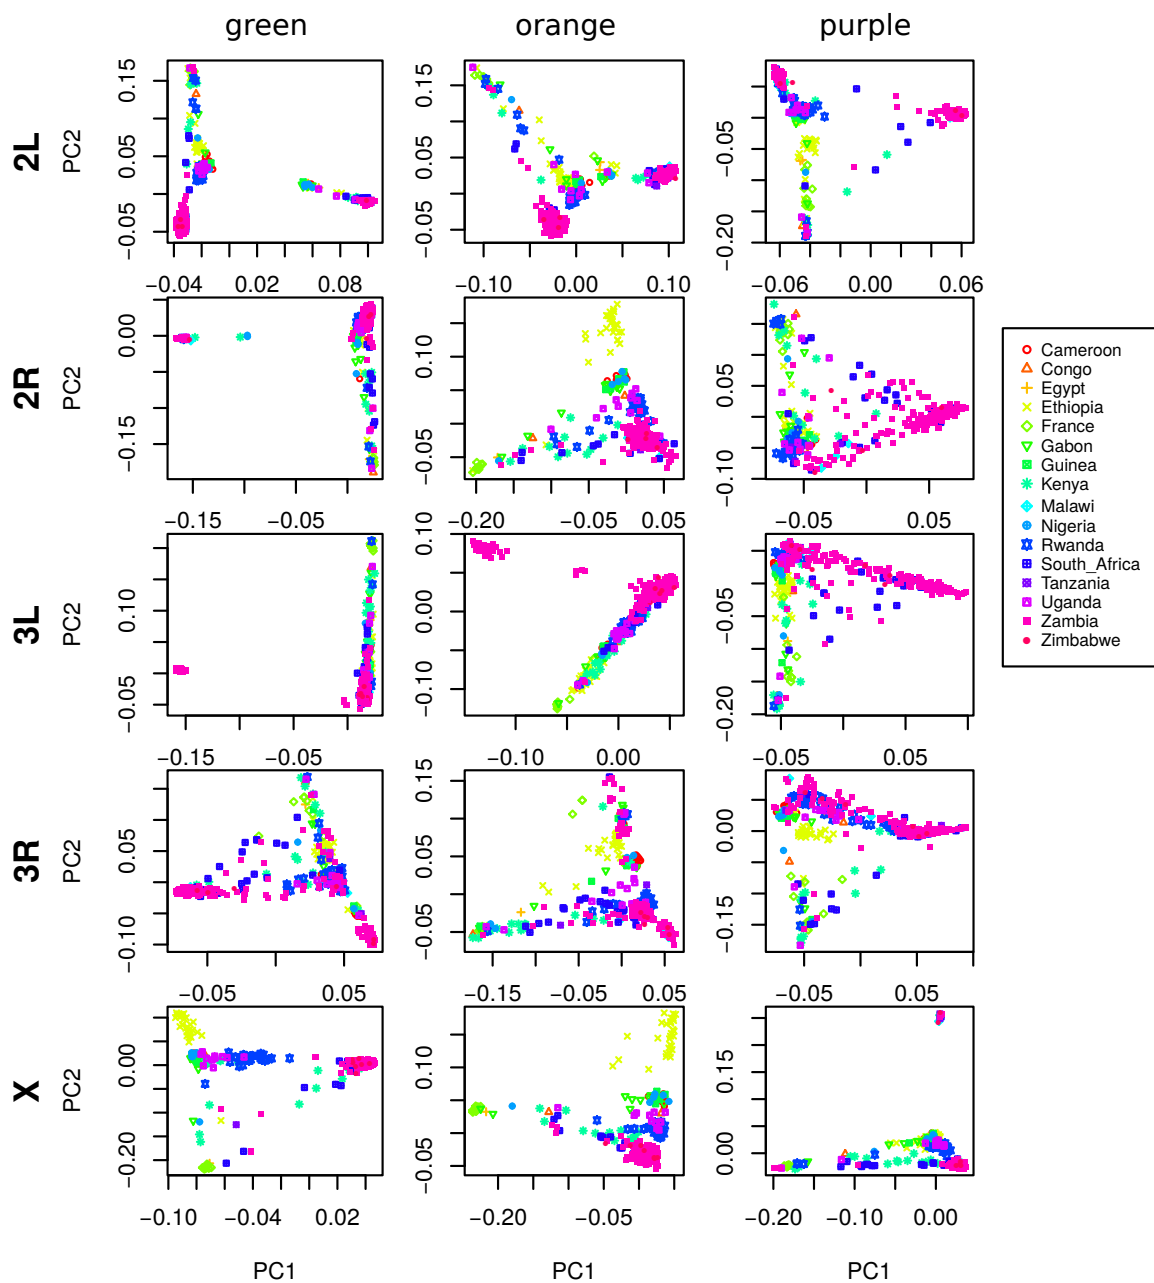 green orange purple
2L
PC2
0.15
0.05
−0.05
0.15
0.05
−0.05
−0.05
−0.20
−0.04 0.02 0.08
−0.10 0.00 0.10
−0.06 0.00 0.06
2R
PC2
0.00
−0.15
0.10
−0.05
0.05
−0.10
−0.15 −0.05
−0.20 −0.05 0.05
−0.05 0.05
3L
PC2
0.10
−0.05
0.10
0.00
−0.10
−0.05
−0.20
−0.15 −0.05
−0.10 0.00
−0.05 0.05
3R
PC2
0.05
−0.10
0.15
0.05
−0.05
0.00
−0.15
−0.05 0.05
−0.15 −0.05 0.05
−0.05 0.05
X
PC2
0.00
−0.20
0.10
−0.05
0.15
0.00
−0.10 −0.04 0.02
−0.20 −0.05
−0.20 −0.10 0.00
PC1 PC1 PC1
Cameroon
Congo
Egypt
Ethiopia
France
Gabon
Guinea
Kenya
Malawi
Nigeria
Rwanda
South_Africa
Tanzania
Uganda
Zambia
Zimbabwe